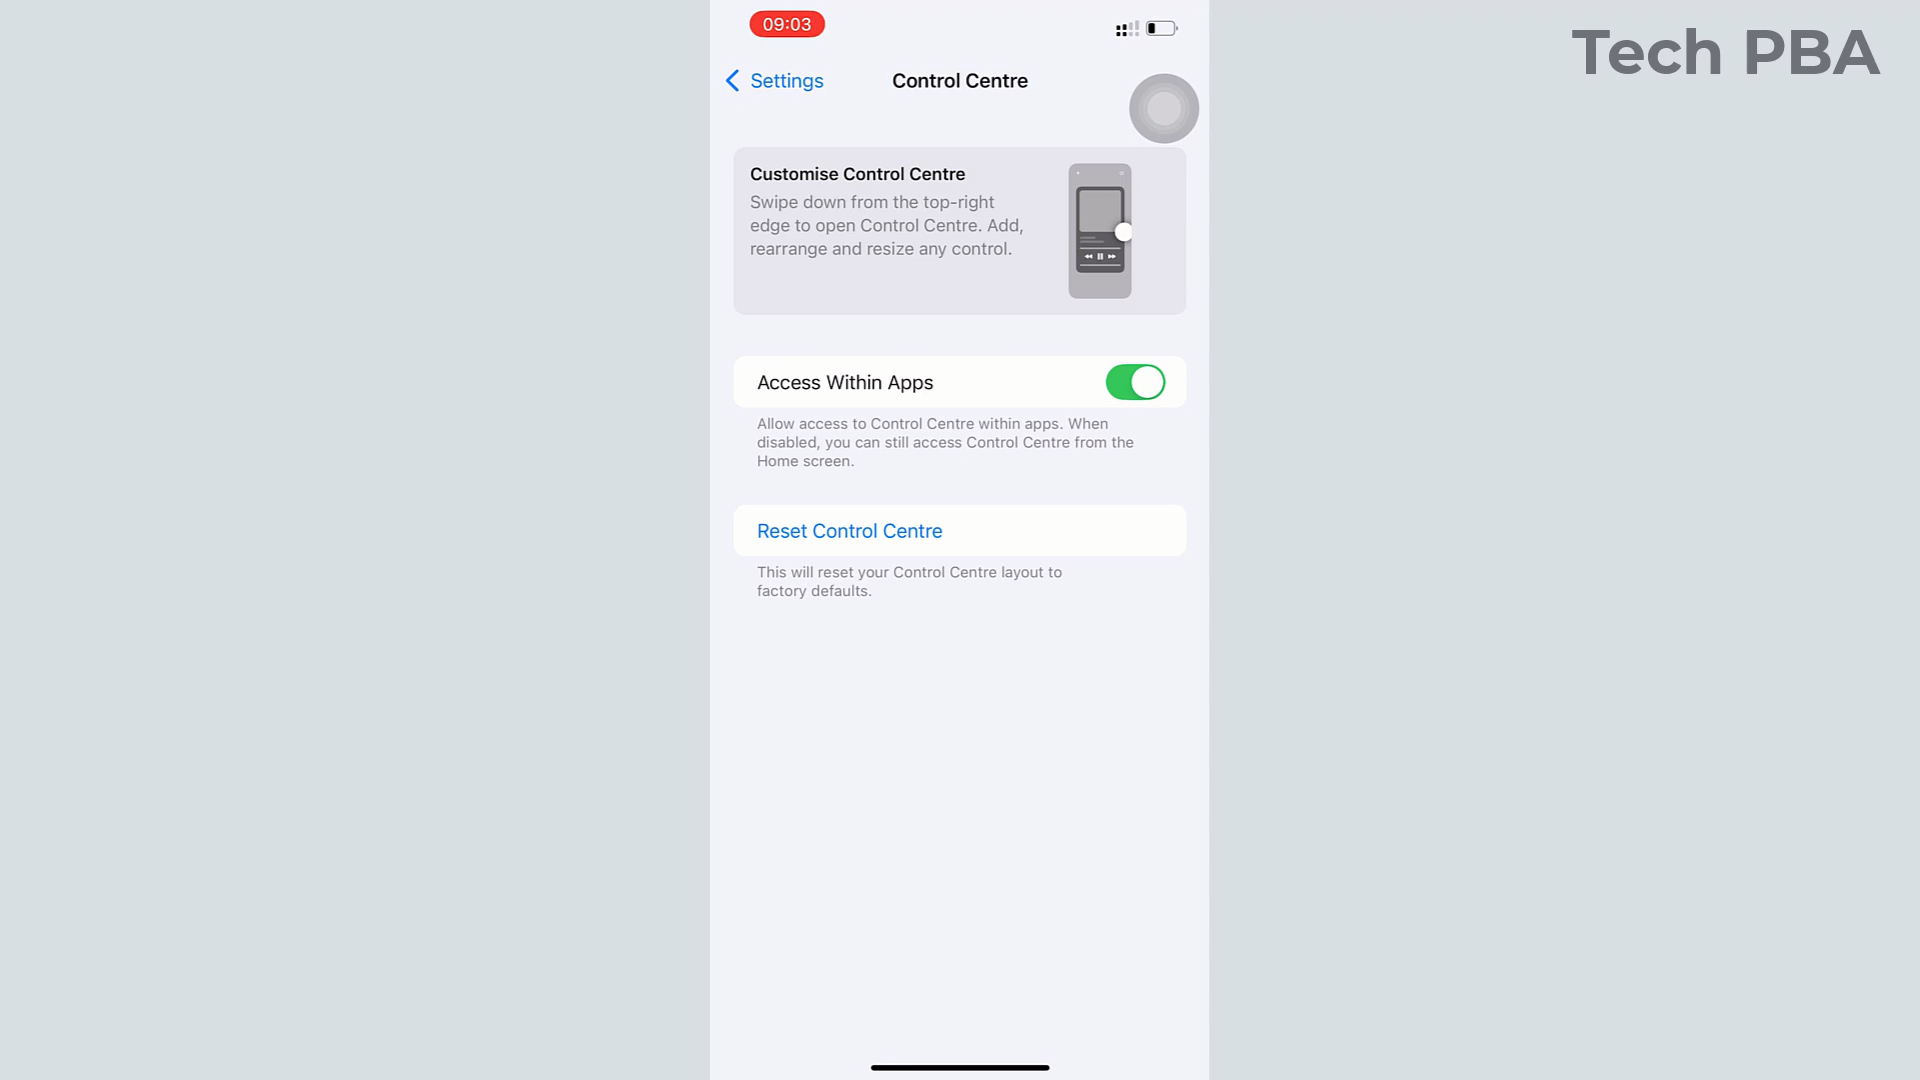 09:03
Tech PBA
Settings
Control Centre
Customise Control Centre
Swipe down from the top-right
edge to open Control Centre. Add,
rearrange and resize any control.
Access Within Apps
Allow access to Control Centre within apps. When
disabled, you can still access Control Centre from the
Home screen.
Reset Control Centre
This will reset your Control Centre layout to
factory defaults.